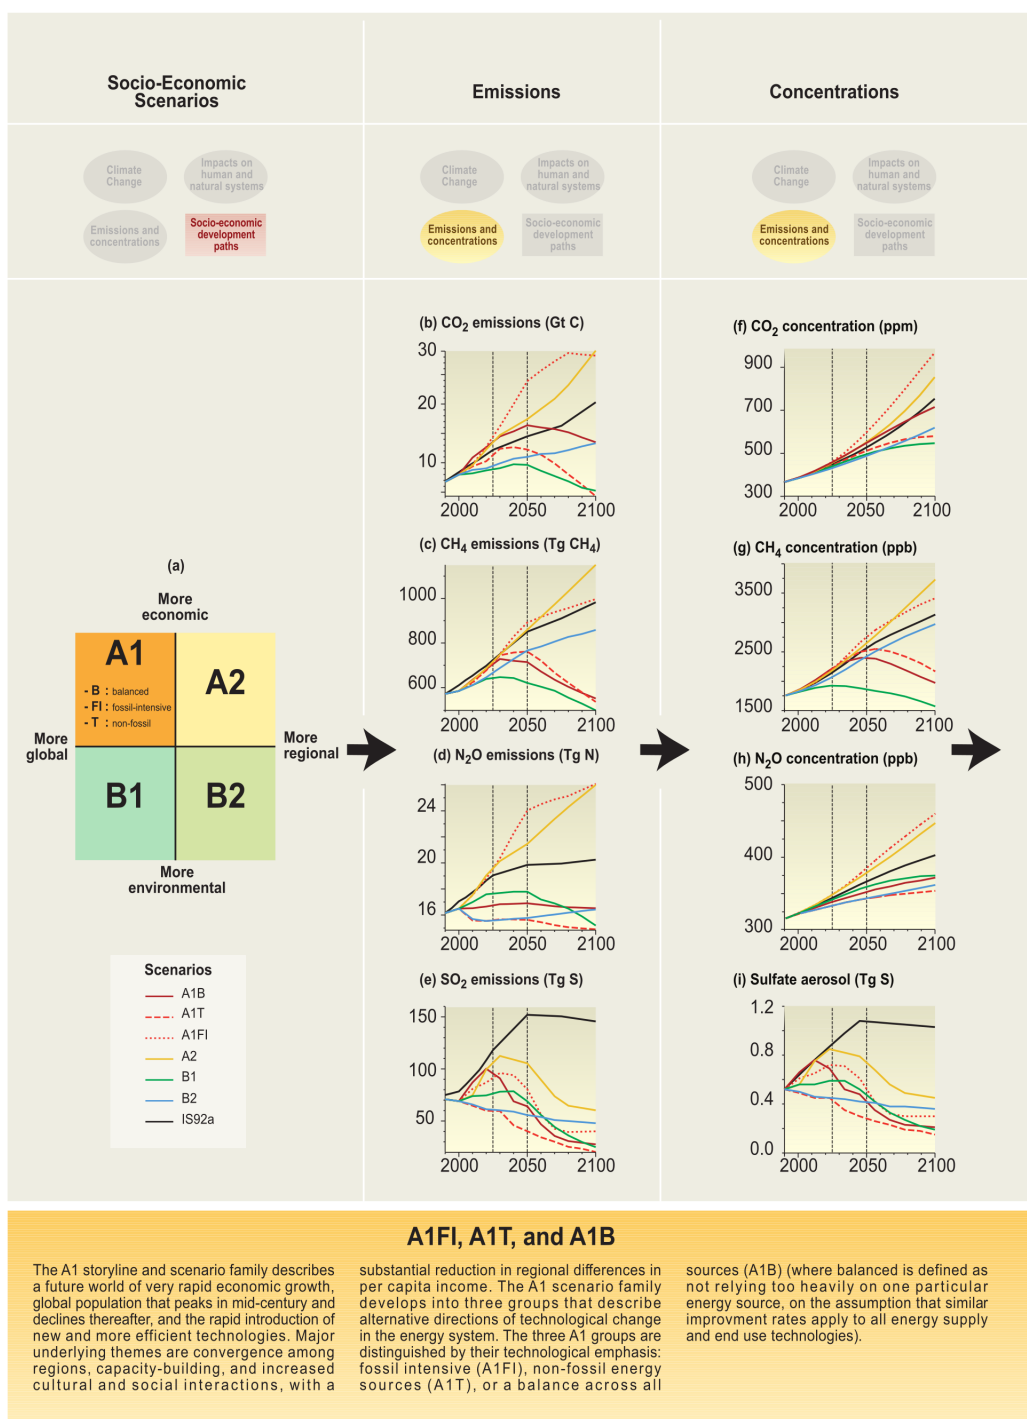 Socio-Economic
Scenarios
Emissions
Concentrations
Climate
Change
Impacts on
human and
natural systems
Emissions and
concentrations
Socio-economic
development
paths
Climate
Change
Impacts on
human and
natural systems
Emissions and
concentrations
Socio-economic
development
paths
Climate
Change
Impacts on
human and
natural systems
Emissions and
concentrations
Socio-economic
development
paths
(a)
More
economic
A1
- B : balanced
- FI : fossil-intensive
- T : non-fossil
A2
More
global
More
regional
B1
B2
More
environmental
Scenarios
A1B
A1T
A1FI
A2
B1
B2
IS92a
(b) CO2 emissions (Gt C)
30
20
10
2000 2050 2100
(c) CH4 emissions (Tg CH4)
1000
800
600
(d) N2O emissions (Tg N)
24
20
16
2000 2050 2100
(e) SO2 emissions (Tg S)
150
100
50
2000 2050 2100
(f) CO2 concentration (ppm)
900
700
500
300
2000 2050 2100
(g) CH4 concentration (ppb)
3500
2500
1500
(h) N2O concentration (ppb)
500
400
300
2000 2050 2100
(i) Sulfate aerosol (Tg S)
1.2
0.8
0.4
0.0
2000 2050 2100
A1FI, A1T, and A1B
The A1 storyline and scenario family describes
a future world of very rapid economic growth,
global population that peaks in mid-century and
declines thereafter, and the rapid introduction of
new and more efficient technologies. Major
underlying themes are convergence among
regions, capacity-building, and increased
cultural and social interactions, with a
substantial reduction in regional differences in
per capita income. The A1 scenario family
develops into three groups that describe
alternative directions of technological change
in the energy system. The three A1 groups are
distinguished by their technological emphasis:
fossil intensive (A1FI), non-fossil energy
sources (A1T), or a balance across all
sources (A1B) (where balanced is defined as
not relying too heavily on one particular
energy source, on the assumption that similar
improvment rates apply to all energy supply
and end use technologies).